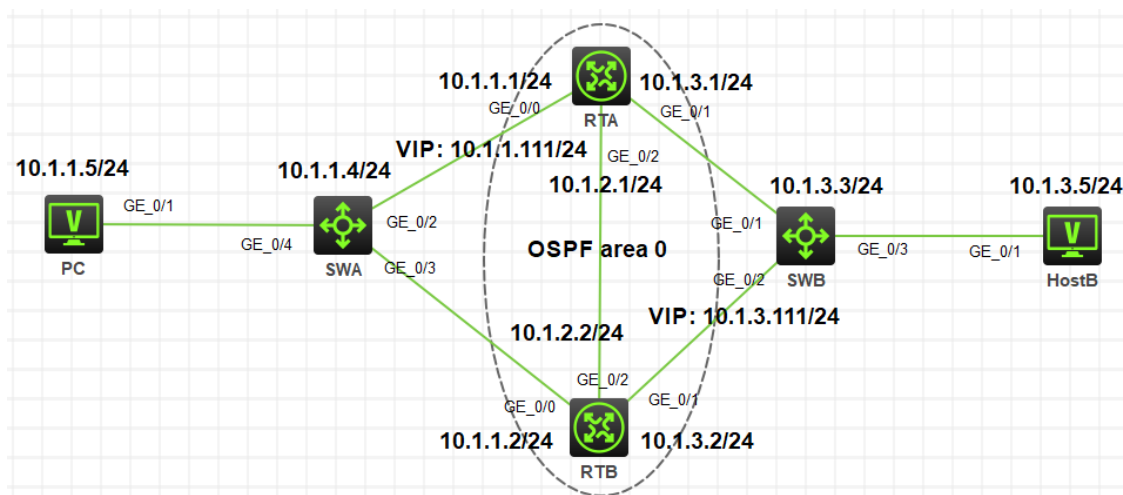 10.1.1.1/24
10.1.3.1/24
GE_0/0
GE_0/1
RTA
VIP: 10.1.1.111/24
GE_0/2
10.1.1.5/24
10.1.1.4/24
10.1.2.1/24
10.1.3.3/24
10.1.3.5/24
GE_0/1
GE_0/2
GE_0/1
V
V
GE_0/4
OSPF area 0
GE_0/3
GE_0/1
PC
SWA
GE_0/3
GE_0/2
SWB
HostB
VIP: 10.1.3.111/24
10.1.2.2/24
GE_0/2
GE_0/0
GE_0/1
10.1.1.2/24
10.1.3.2/24
RTB